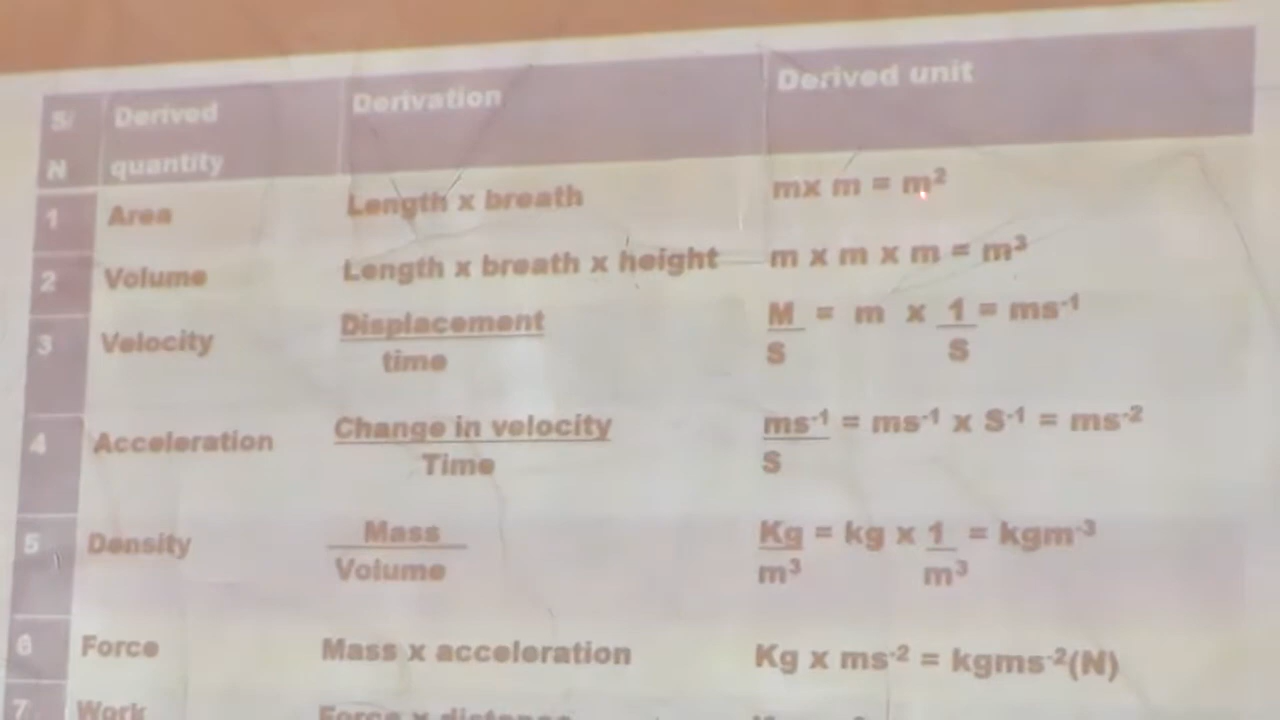 S/ N Derived quantity Derivation Derived unit
1 Area Length x breath mx m = m²
2 Volume Length x breath x height m x m x m = m³
3 Velocity Displacement / time M/S = m x 1/S = ms⁻¹
4 Acceleration Change in velocity / Time ms⁻¹/S = ms⁻¹ x S⁻¹ = ms⁻²
5 Density Mass / Volume Kg/m³ = kg x 1/m³ = kgm⁻³
6 Force Mass x acceleration Kg x ms⁻² = kgms⁻²(N)
7 Work Force x distance